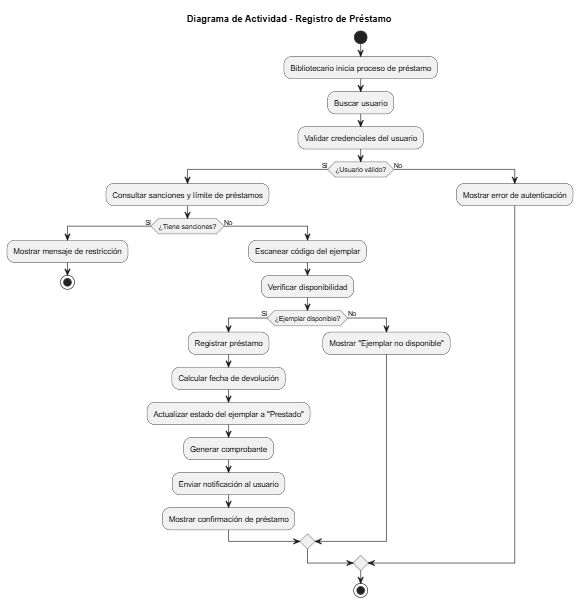 Diagrama de Actividad - Registro de Préstamo
Bibliotecario inicia proceso de préstamo
Buscar usuario
Validar credenciales del usuario
Sí
¿Usuario válido?
No
Consultar sanciones y límite de préstamos
Mostrar error de autenticación
Sí
¿Tiene sanciones?
No
Mostrar mensaje de restricción
Escanear código del ejemplar
Verificar disponibilidad
Sí
¿Ejemplar disponible?
No
Registrar préstamo
Mostrar "Ejemplar no disponible"
Calcular fecha de devolución
Actualizar estado del ejemplar a "Prestado"
Generar comprobante
Enviar notificación al usuario
Mostrar confirmación de préstamo